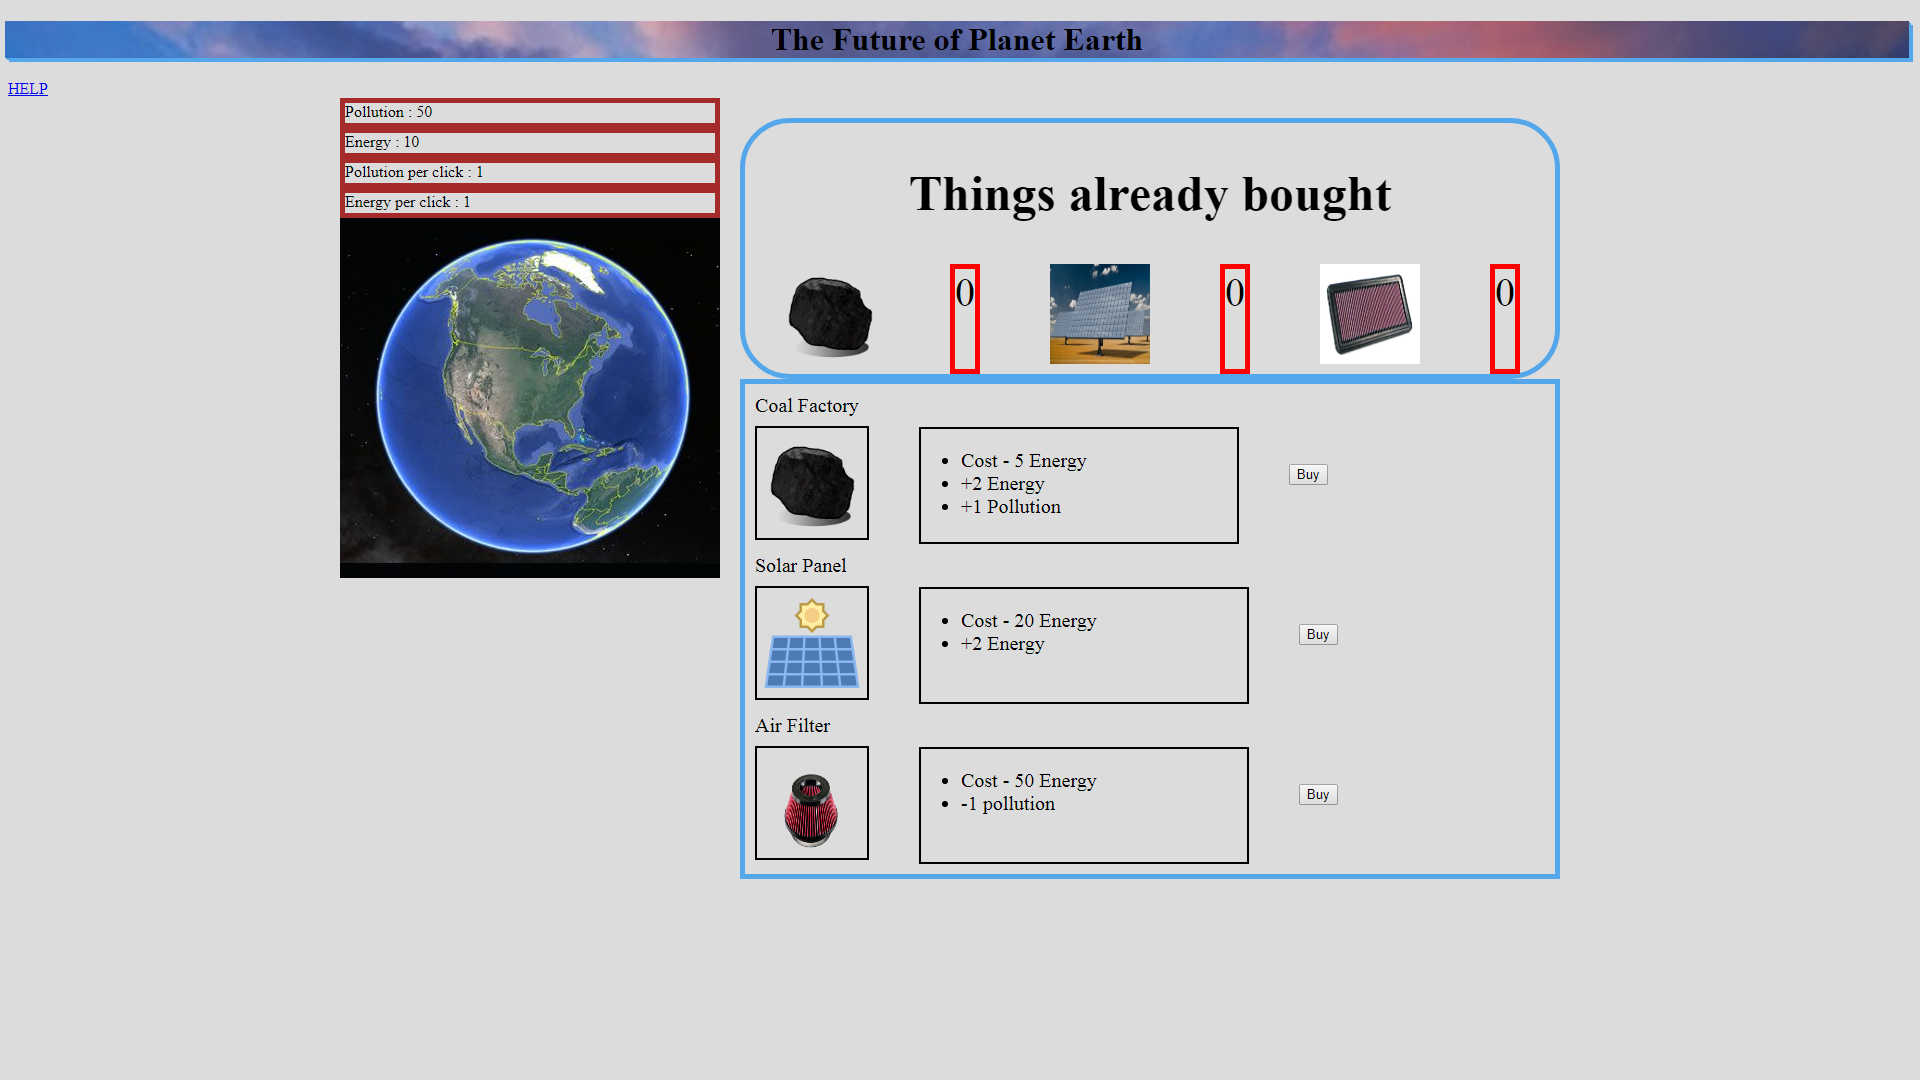 The Future of Planet Earth
HELP
Pollution : 50
Energy : 10
Pollution per click : 1
Energy per click : 1
Things already bought
0
0
0
Coal Factory
Cost - 5 Energy
+2 Energy
+1 Pollution
Buy
Solar Panel
Cost - 20 Energy
+2 Energy
Buy
Air Filter
Cost - 50 Energy
-1 pollution
Buy